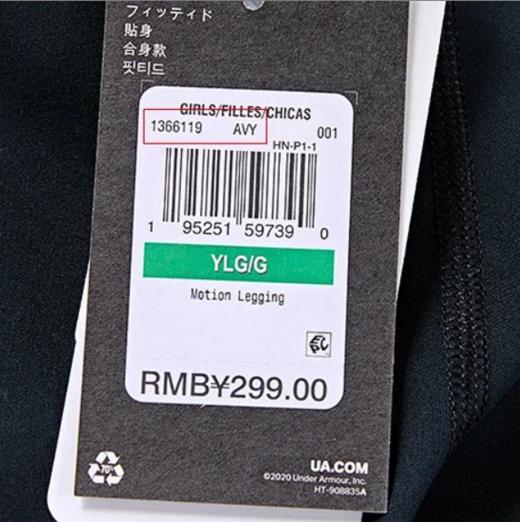 フィッティド
貼身
合身款
핏티드
GIRLS/FILLES/CHICAS
1366119 AVY 001
HN-P1-1
1 95251 59739 0
YLG/G
Motion Legging
RMB¥299.00
70%
UA.COM
©2020 Under Armour, Inc.
HT-908835A